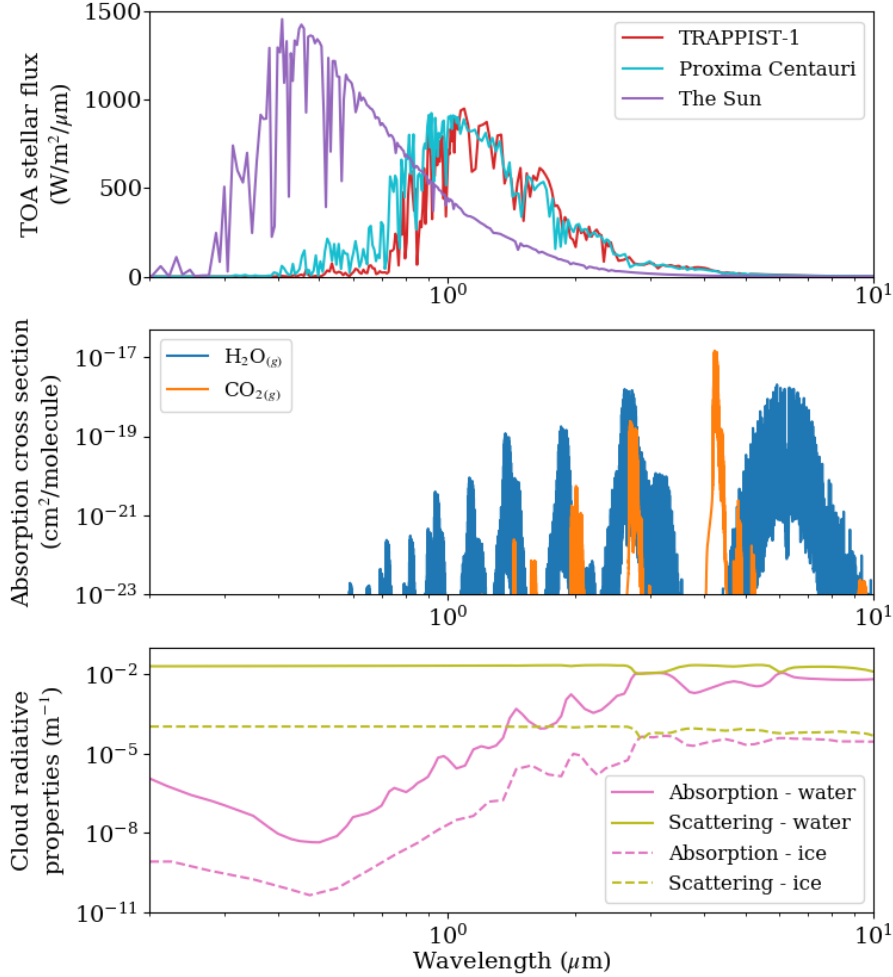 TOA stellar flux
(W/m²/μm)
1500
1000
500
0
10⁰
10¹
TRAPPIST-1
Proxima Centauri
The Sun
Absorption cross section
(cm²/molecule)
10⁻¹⁷
10⁻¹⁹
10⁻²¹
10⁻²³
10⁰
10¹
H₂O₍g₎
CO₂₍g₎
Cloud radiative
properties (m⁻¹)
10⁻²
10⁻⁵
10⁻⁸
10⁻¹¹
10⁰
10¹
Absorption - water
Scattering - water
Absorption - ice
Scattering - ice
Wavelength (μm)